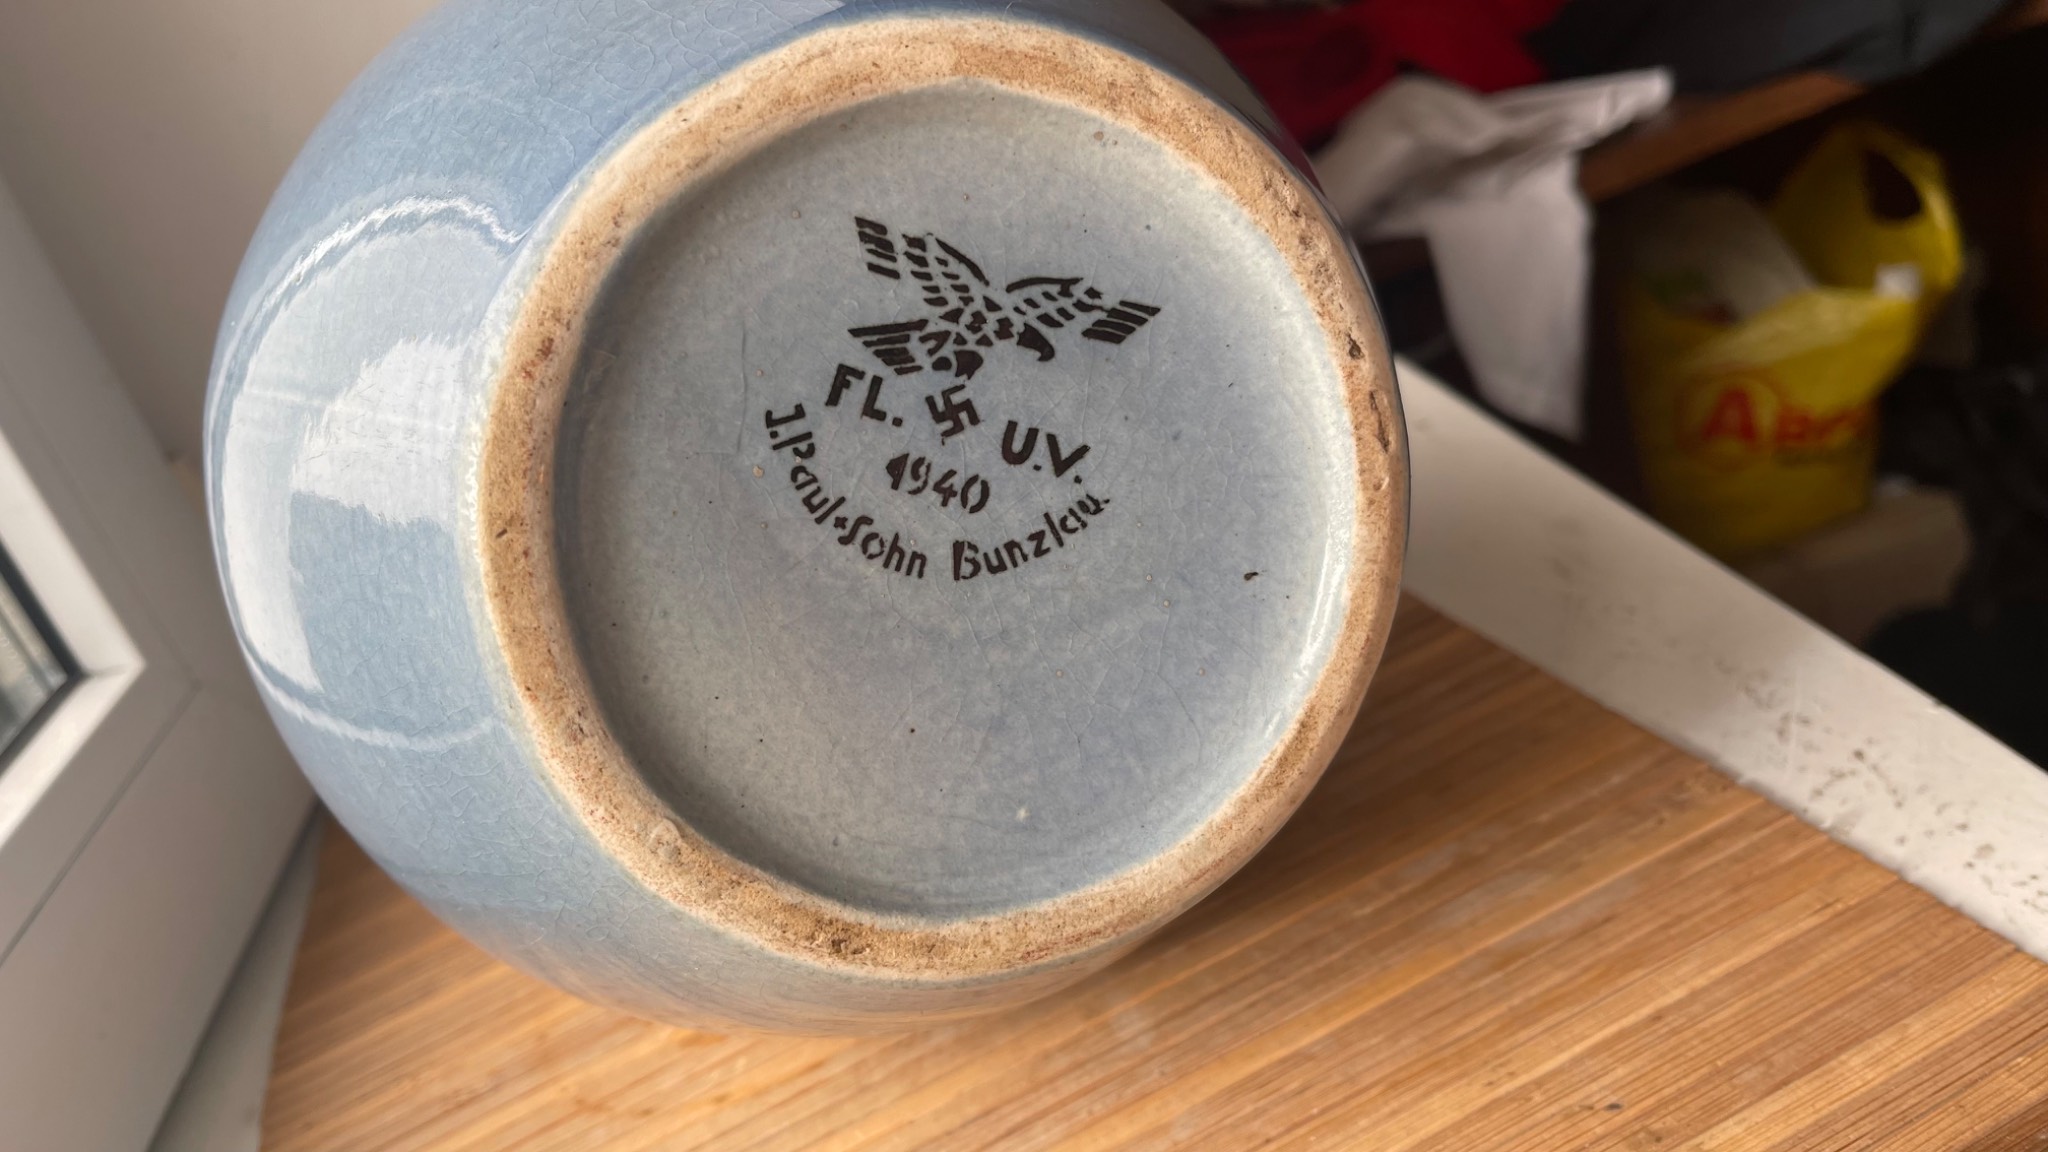 FL. U.V.
1940
J. Paul + Sohn Bunzlau.